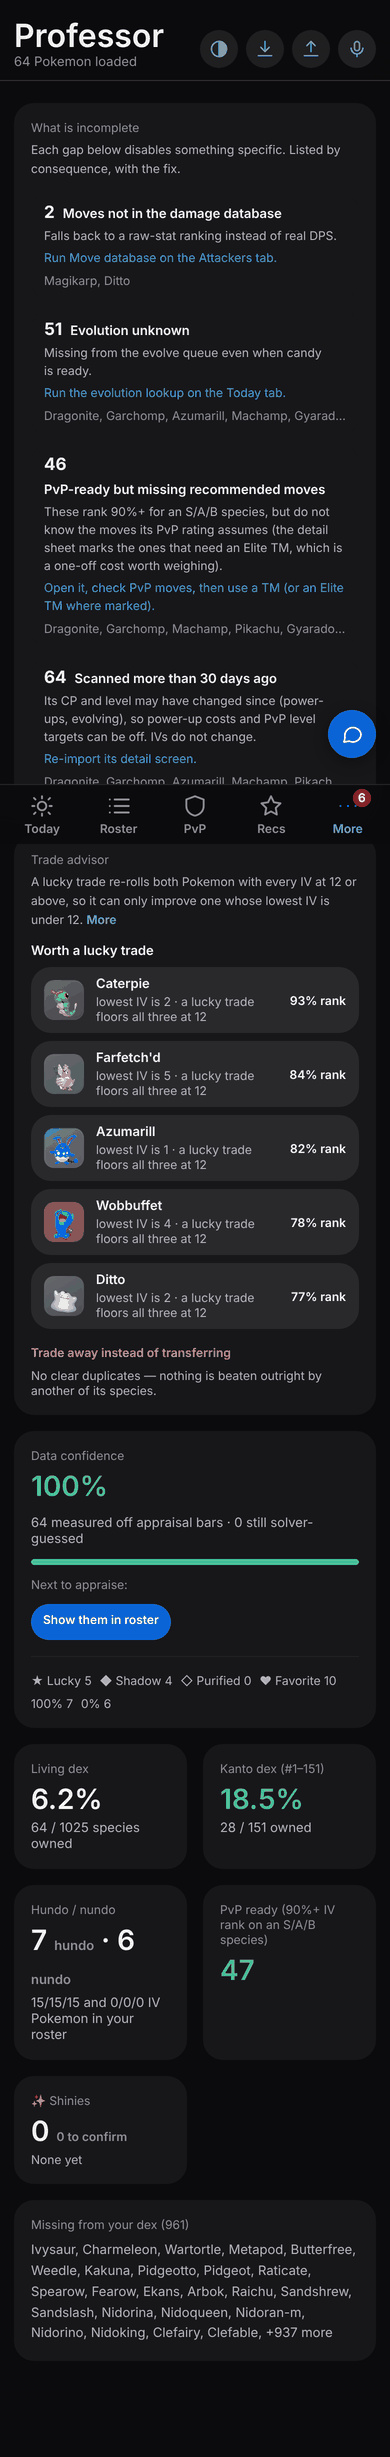 Professor
64 Pokemon loaded
What is incomplete
Each gap below disables something specific. Listed by
consequence, with the fix.
2 Moves not in the damage database
Falls back to a raw-stat ranking instead of real DPS.
Run Move database on the Attackers tab.
Magikarp, Ditto
51 Evolution unknown
Missing from the evolve queue even when candy
is ready.
Run the evolution lookup on the Today tab.
Dragonite, Garchomp, Azumarill, Machamp, Gyarad...
46
PvP-ready but missing recommended moves
These rank 90%+ for an S/A/B species, but do not
know the moves its PvP rating assumes (the detail
sheet marks the ones that need an Elite TM, which is
a one-off cost worth weighing).
Open it, check PvP moves, then use a TM (or an Elite
TM where marked).
Dragonite, Garchomp, Machamp, Pikachu, Gyarado...
64 Scanned more than 30 days ago
Its CP and level may have changed since (power-
ups, evolving), so power-up costs and PvP level
targets can be off. IVs do not change.
Re-import its detail screen.
Dragonite, Garchomp, Azumarill, Machamp, Pikach...
6
Today Roster PvP Recs More
Trade advisor
A lucky trade re-rolls both Pokemon with every IV at 12 or
above, so it can only improve one whose lowest IV is
under 12. More
Worth a lucky trade
Caterpie
lowest IV is 2 · a lucky trade
floors all three at 12
93% rank
Farfetch'd
lowest IV is 5 · a lucky trade
floors all three at 12
84% rank
Azumarill
lowest IV is 1 · a lucky trade
floors all three at 12
82% rank
Wobbuffet
lowest IV is 4 · a lucky trade
floors all three at 12
78% rank
Ditto
lowest IV is 2 · a lucky trade
floors all three at 12
77% rank
Trade away instead of transferring
No clear duplicates — nothing is beaten outright by
another of its species.
Data confidence
100%
64 measured off appraisal bars · 0 still solver-
guessed
Next to appraise:
Show them in roster
★ Lucky 5 ◆ Shadow 4 ◇ Purified 0 ♥ Favorite 10
100% 7 0% 6
Living dex
6.2%
64 / 1025 species
owned
Kanto dex (#1–151)
18.5%
28 / 151 owned
Hundo / nundo
7 hundo · 6
nundo
15/15/15 and 0/0/0 IV
Pokemon in your
roster
PvP ready (90%+ IV
rank on an S/A/B
species)
47
✨ Shinies
0 0 to confirm
None yet
Missing from your dex (961)
Ivysaur, Charmeleon, Wartortle, Metapod, Butterfree,
Weedle, Kakuna, Pidgeotto, Pidgeot, Raticate,
Spearow, Fearow, Ekans, Arbok, Raichu, Sandshrew,
Sandslash, Nidorina, Nidoqueen, Nidoran-m,
Nidorino, Nidoking, Clefairy, Clefable, +937 more